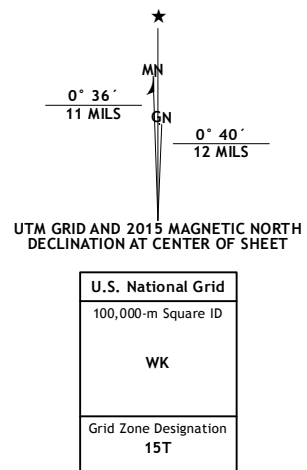 ★
MN
0° 36´
11 MILS
GN
0° 40´
12 MILS
UTM GRID AND 2015 MAGNETIC NORTH
DECLINATION AT CENTER OF SHEET
U.S. National Grid
100,000-m Square ID
WK
Grid Zone Designation
15T